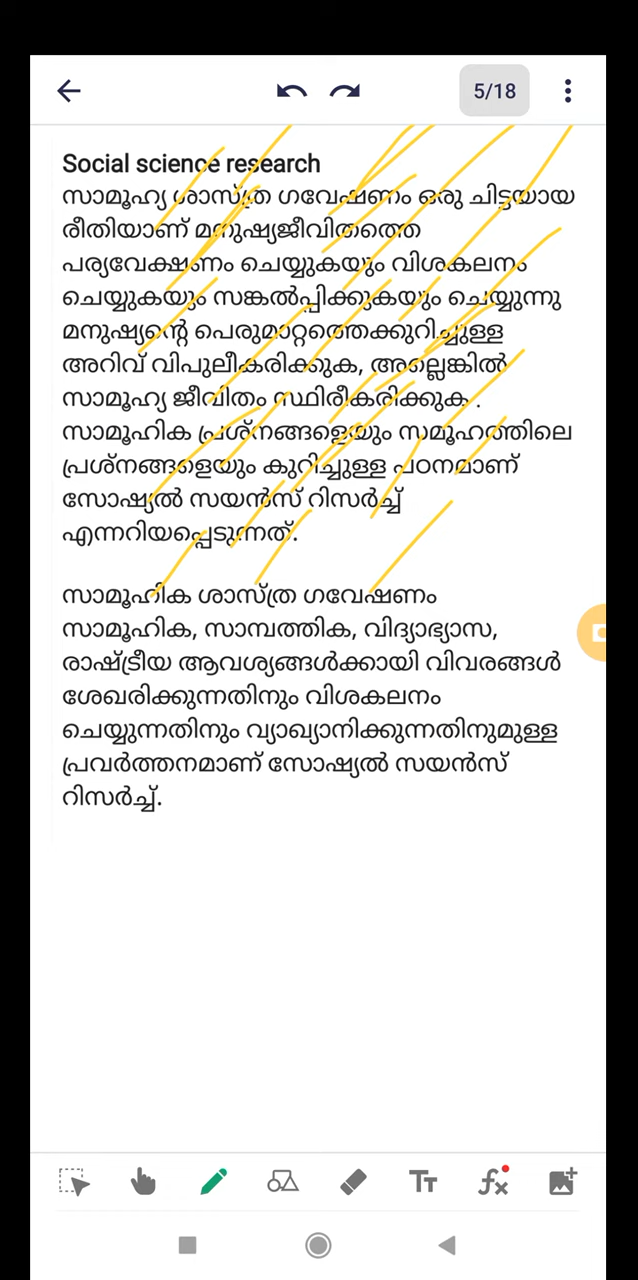 5/18
Social science research
സാമൂഹ്യ ശാസ്ത്ര ഗവേഷണം ഒരു ചിട്ടയായ
രീതിയാണ് മനുഷ്യജീവിതത്തെ
പര്യവേക്ഷണം ചെയ്യുകയും വിശകലനം
ചെയ്യുകയും സങ്കൽപ്പിക്കുകയും ചെയ്യുന്നു
മനുഷ്യന്റെ പെരുമാറ്റത്തെക്കുറിച്ചുള്ള
അറിവ് വിപുലീകരിക്കുക, അല്ലെങ്കിൽ
സാമൂഹ്യ ജീവിതം സ്ഥിരീകരിക്കുക .
സാമൂഹിക പ്രശ്നങ്ങളെയും സമൂഹത്തിലെ
പ്രശ്നങ്ങളെയും കുറിച്ചുള്ള പഠനമാണ്
സോഷ്യൽ സയൻസ് റിസർച്ച്
എന്നറിയപ്പെടുന്നത്.
സാമൂഹിക ശാസ്ത്ര ഗവേഷണം
സാമൂഹിക, സാമ്പത്തിക, വിദ്യാഭ്യാസ,
രാഷ്ട്രീയ ആവശ്യങ്ങൾക്കായി വിവരങ്ങൾ
ശേഖരിക്കുന്നതിനും വിശകലനം
ചെയ്യുന്നതിനും വ്യാഖ്യാനിക്കുന്നതിനുമുള്ള
പ്രവർത്തനമാണ് സോഷ്യൽ സയൻസ്
റിസർച്ച്.
TT
fx